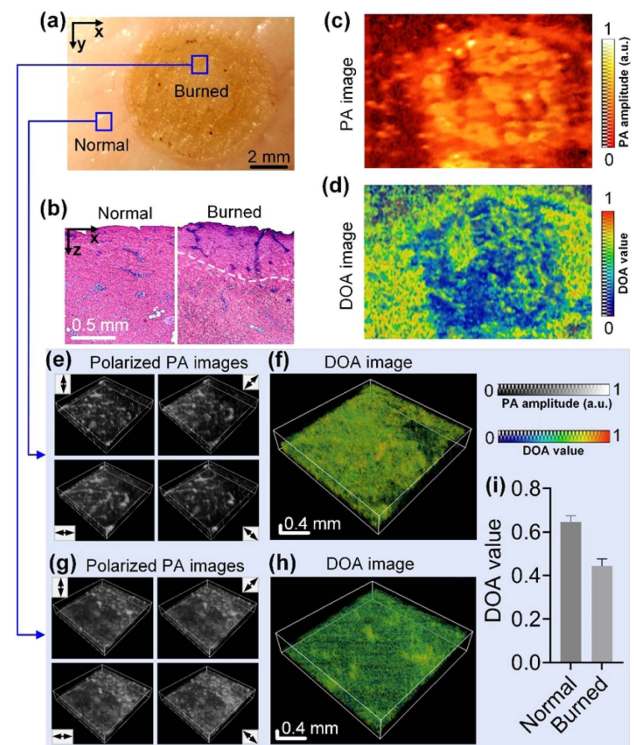 (a)
x
y
Burned
Normal
2 mm
(b)
Normal
Burned
x
z
0.5 mm
(c)
PA image
1
0
PA amplitude (a.u.)
(d)
DOA image
1
0
DOA value
(e)
Polarized PA images
(f)
DOA image
0.4 mm
0
1
PA amplitude (a.u.)
0
1
DOA value
(g)
Polarized PA images
(h)
DOA image
0.4 mm
(i)
DOA value
0.8
0.6
0.4
0.2
0.0
Normal
Burned